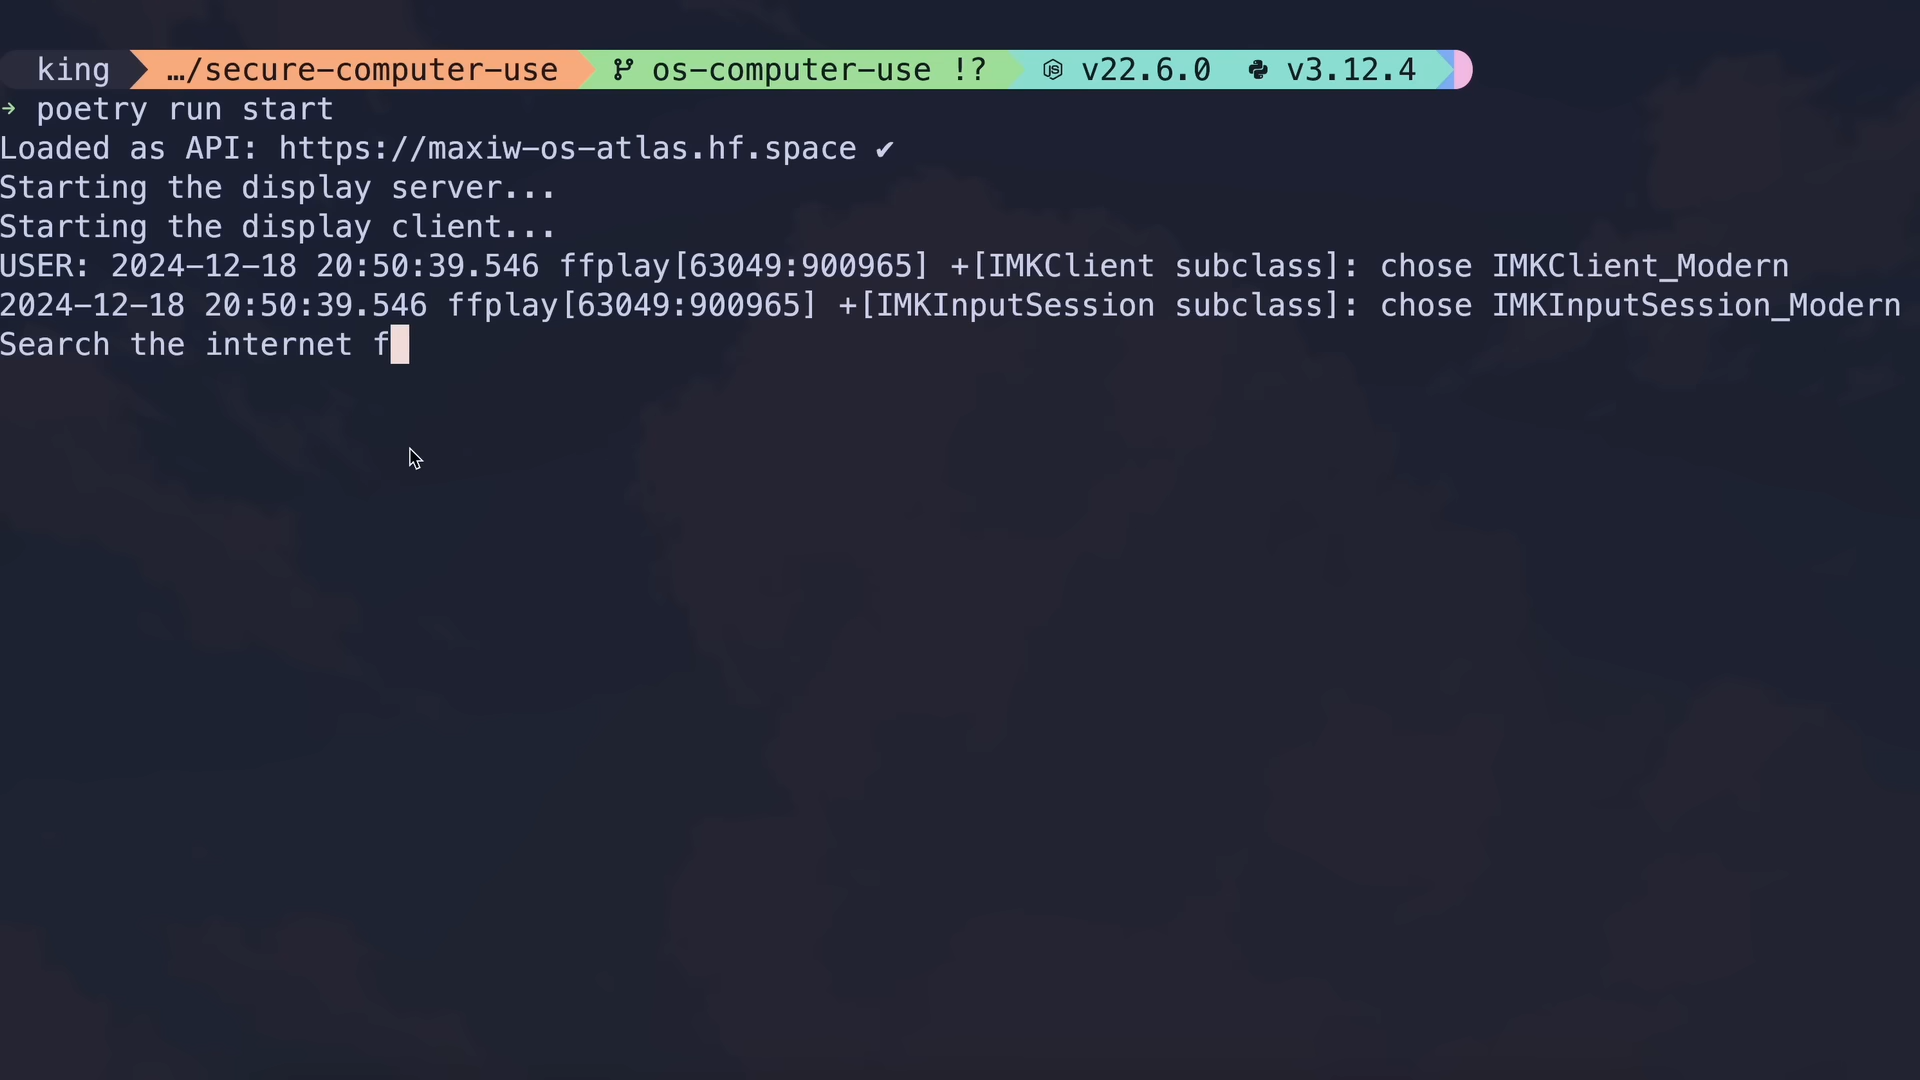 king …/secure-computer-use os-computer-use !? v22.6.0 v3.12.4
➜ poetry run start
Loaded as API: https://maxiw-os-atlas.hf.space ✔
Starting the display server...
Starting the display client...
USER: 2024-12-18 20:50:39.546 ffplay[63049:900965] +[IMKClient subclass]: chose IMKClient_Modern
2024-12-18 20:50:39.546 ffplay[63049:900965] +[IMKInputSession subclass]: chose IMKInputSession_Modern
Search the internet f